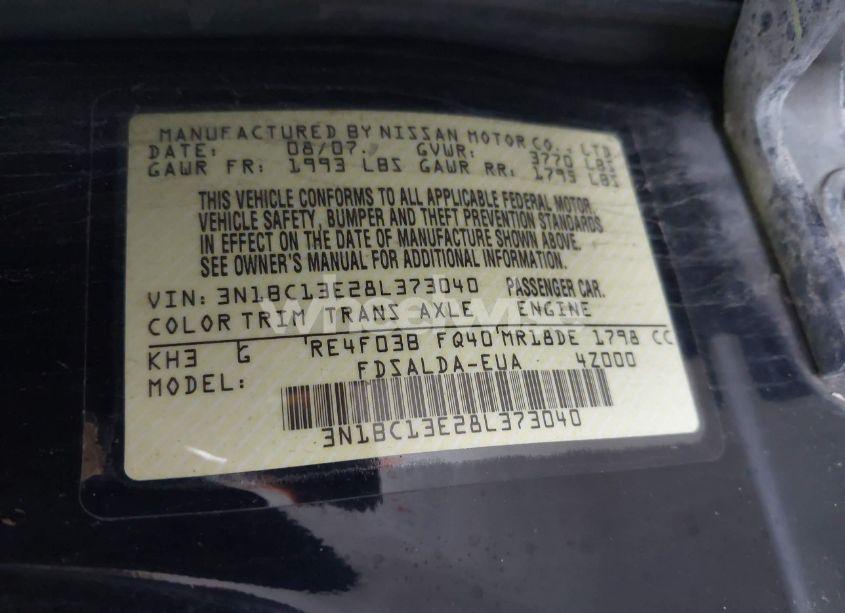 MANUFACTURED BY NISSAN MOTOR CO., LTD.
DATE: 08/07 GVWR: 3770 LBS
GAWR FR: 1993 LBS GAWR RR: 1793 LBS
THIS VEHICLE CONFORMS TO ALL APPLICABLE FEDERAL MOTOR
VEHICLE SAFETY, BUMPER AND THEFT PREVENTION STANDARDS
IN EFFECT ON THE DATE OF MANUFACTURE SHOWN ABOVE.
SEE OWNER'S MANUAL FOR ADDITIONAL INFORMATION.
VIN: 3N1BC13E28L373040 PASSENGER CAR.
COLOR TRIM TRANS AXLE ENGINE
KH3 G RE4F03B FQ40 MR18DE 1798 CC
MODEL: FDSALDA-EUA 4Z000
3N1BC13E28L373040